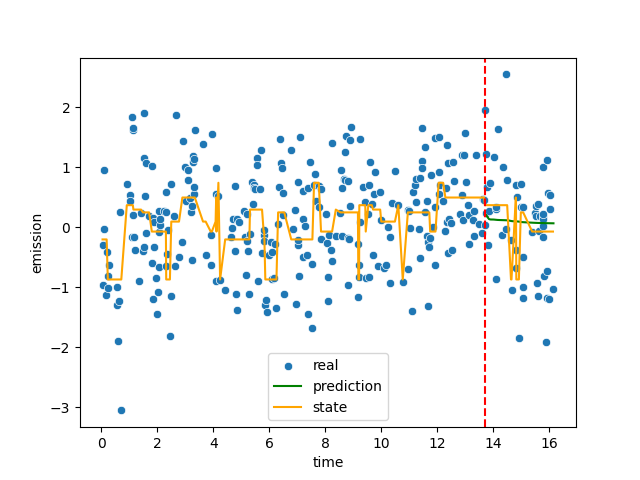 2
1
0
−1
−2
−3
emission
real
prediction
state
0 2 4 6 8 10 12 14 16
time